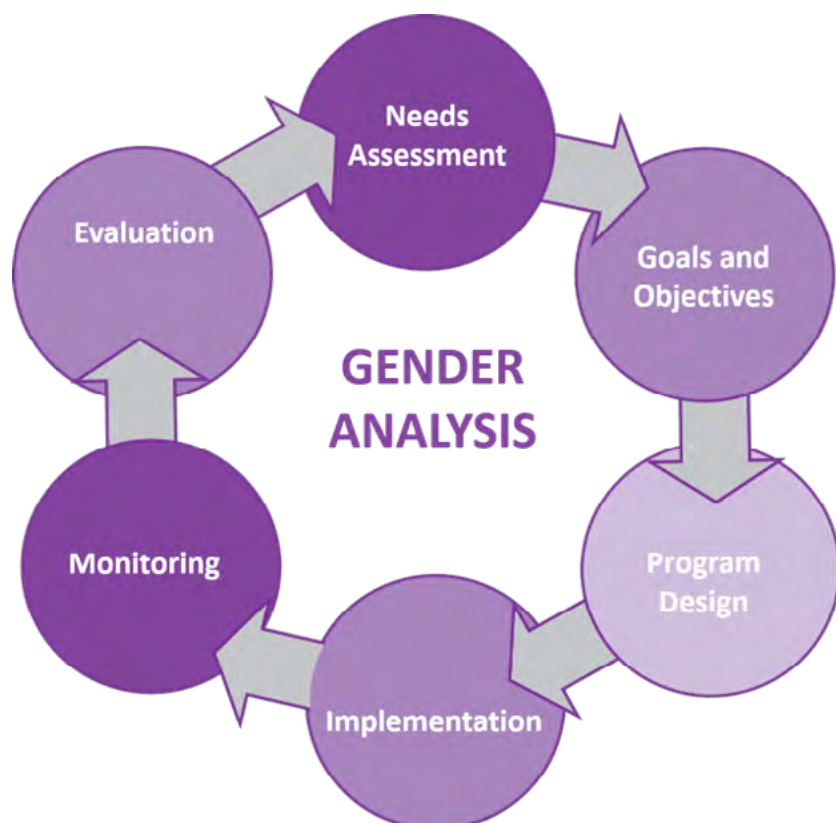 Needs
Assessment
Goals and
Objectives
Program
Design
Implementation
Monitoring
Evaluation
GENDER
ANALYSIS